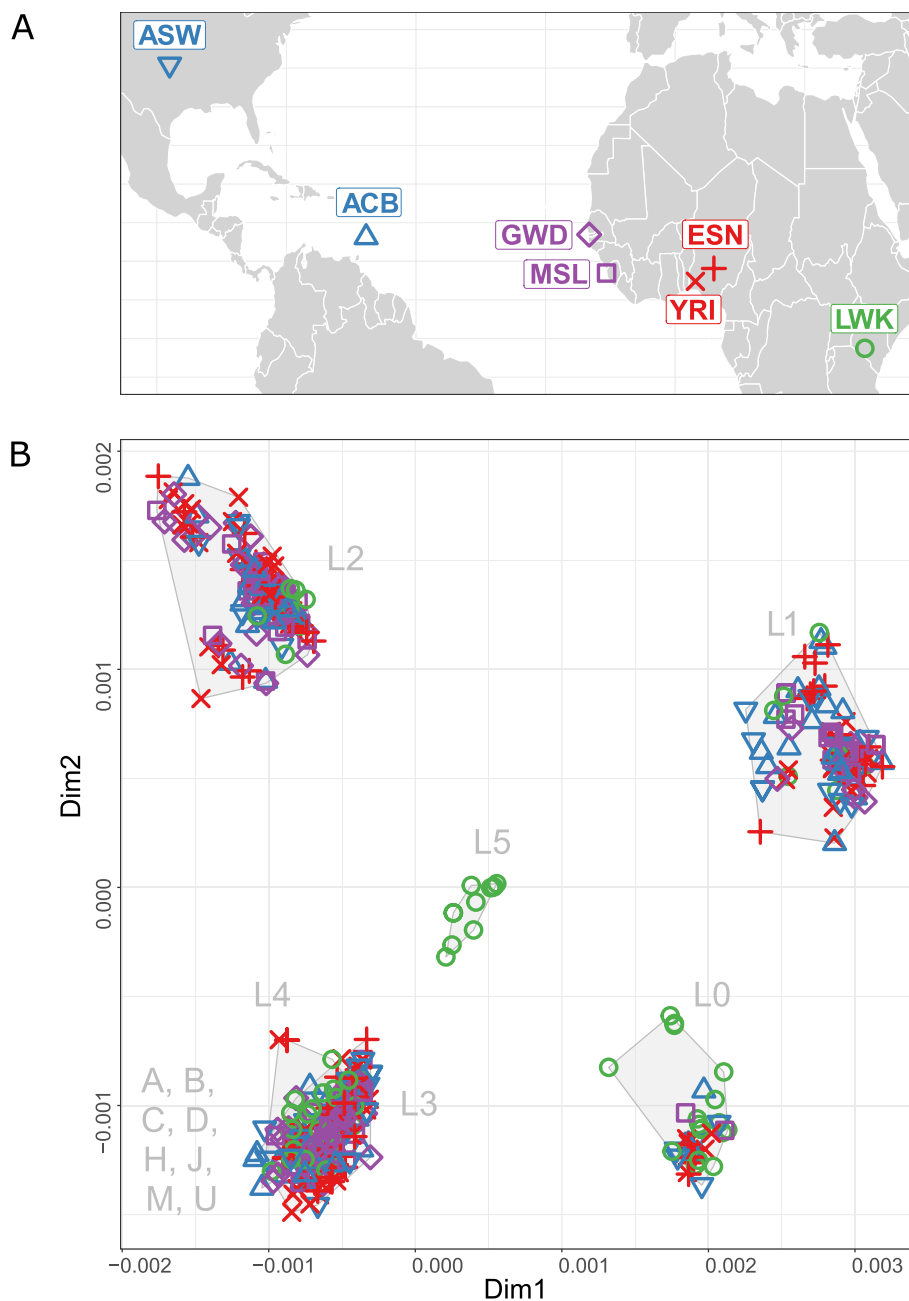 A
ASW
ACB
GWD
ESN
MSL
YRI
LWK
B
0.002
L2
L1
0.001
Dim2
L5
0.000
L4
L0
A, B,
C, D,
L3
H, J,
M, U
−0.001
−0.002
−0.001
0.000
0.001
0.002
0.003
Dim1